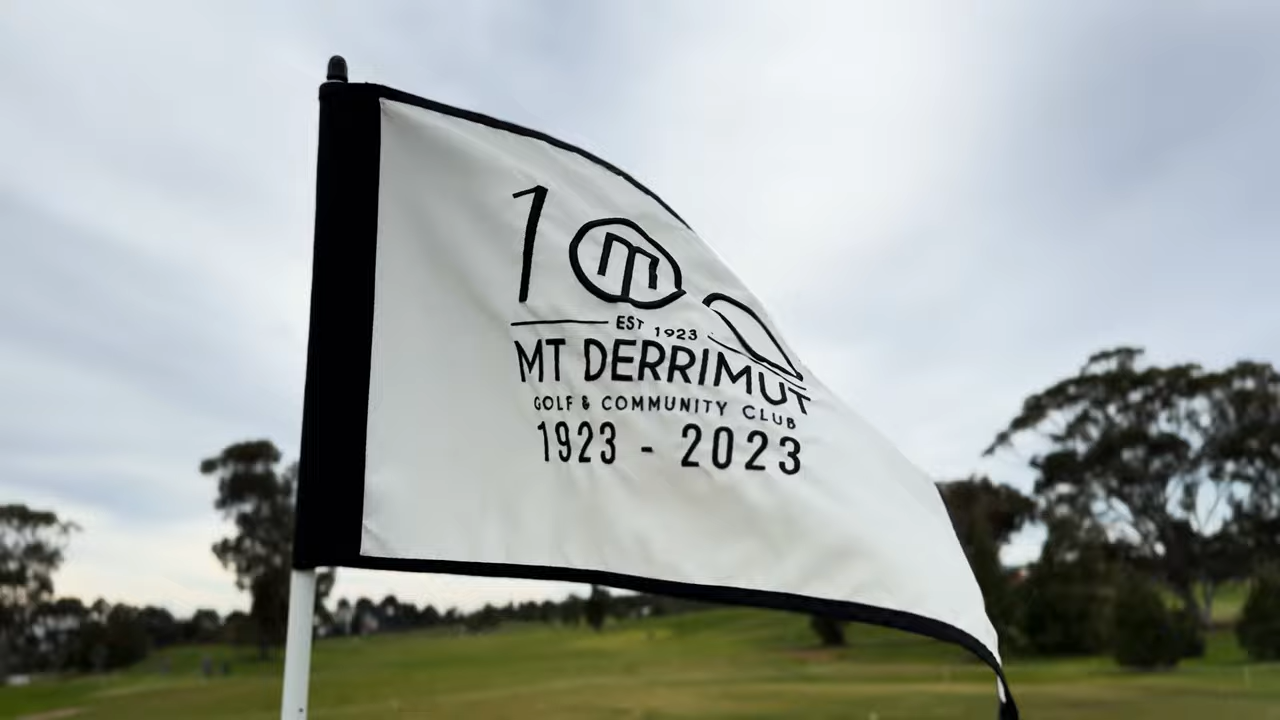 100
EST 1923
MT DERRIMUT
GOLF & COMMUNITY CLUB
1923 - 2023